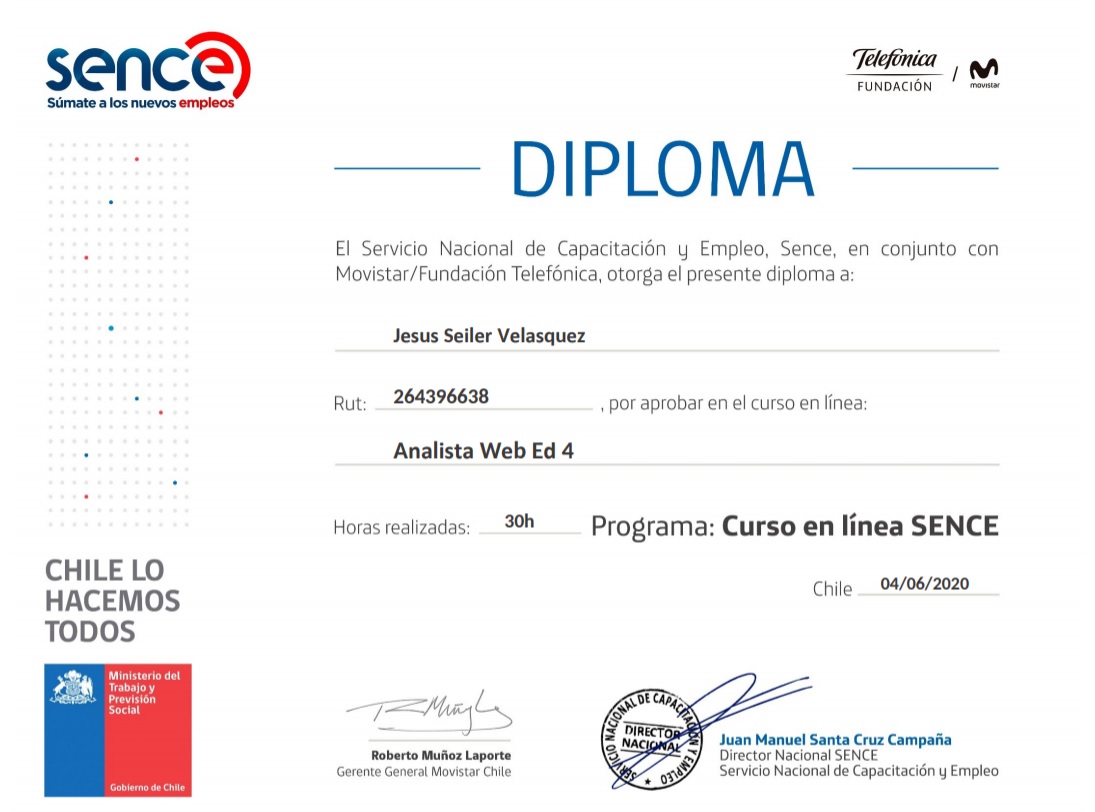 sence
Súmate a los nuevos empleos
Telefónica
FUNDACIÓN
/
movistar
DIPLOMA
El Servicio Nacional de Capacitación y Empleo, Sence, en conjunto con
Movistar/Fundación Telefónica, otorga el presente diploma a:
Jesus Seiler Velasquez
Rut: 264396638 , por aprobar en el curso en línea:
Analista Web Ed 4
Horas realizadas: 30h Programa: Curso en línea SENCE
Chile 04/06/2020
CHILE LO
HACEMOS
TODOS
Ministerio del
Trabajo y
Previsión
Social
Gobierno de Chile
Roberto Muñoz Laporte
Gerente General Movistar Chile
SERVICIO NACIONAL DE CAPACITACIÓN Y EMPLEO
DIRECTOR
NACIONAL
Juan Manuel Santa Cruz Campaña
Director Nacional SENCE
Servicio Nacional de Capacitación y Empleo